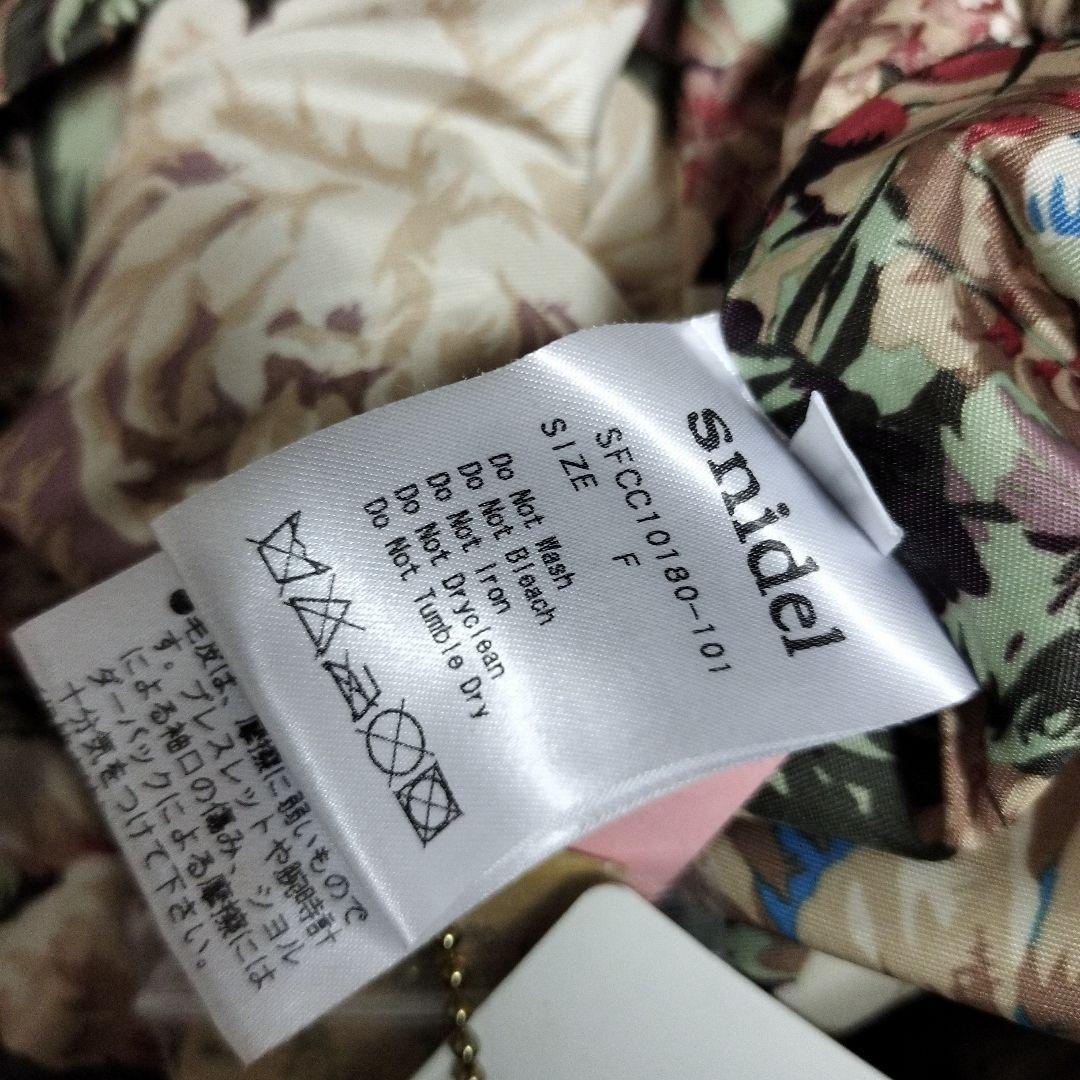 snidel
SFCC10180-101
SIZE F
Do Not Wash
Do Not Bleach
Do Not Iron
Do Not Dryclean
Do Not Tumble Dry
●毛皮は、摩擦に弱いもので
す。ブレスレットや腕時計
による袖口の傷み、ショル
ダーバックによる摩擦には
十分気をつけて下さい。